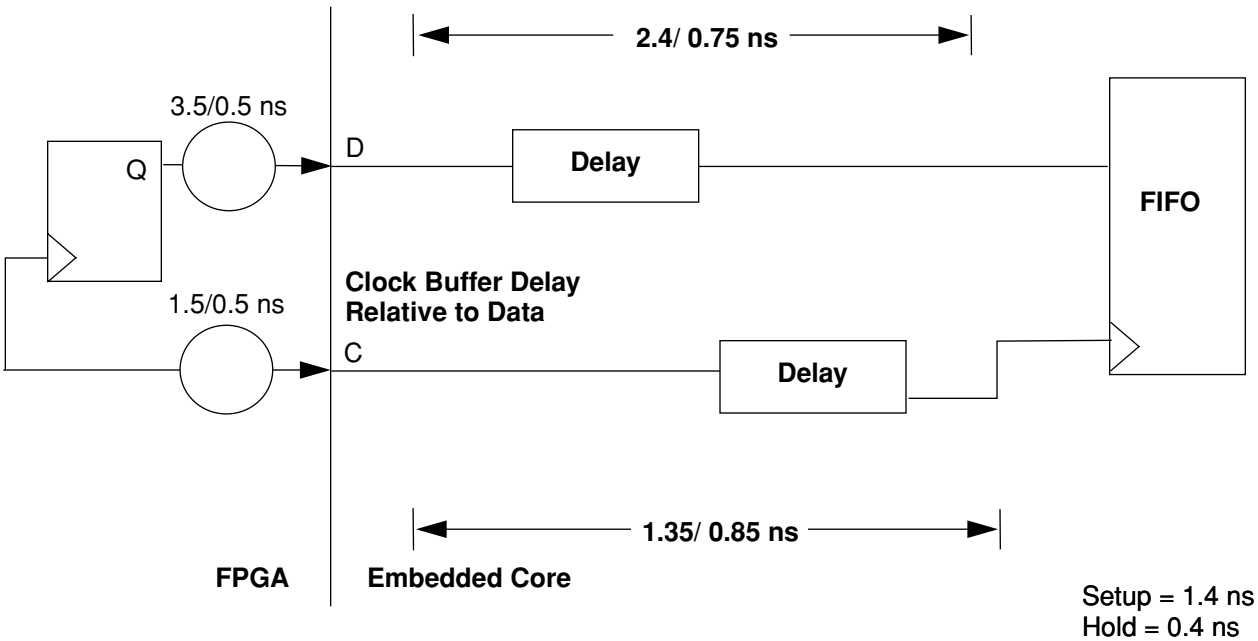 2.4/ 0.75 ns
3.5/0.5 ns
D
Q
Delay
FIFO
Clock Buffer Delay
Relative to Data
1.5/0.5 ns
C
Delay
1.35/ 0.85 ns
FPGA
Embedded Core
Setup = 1.4 ns
Hold = 0.4 ns